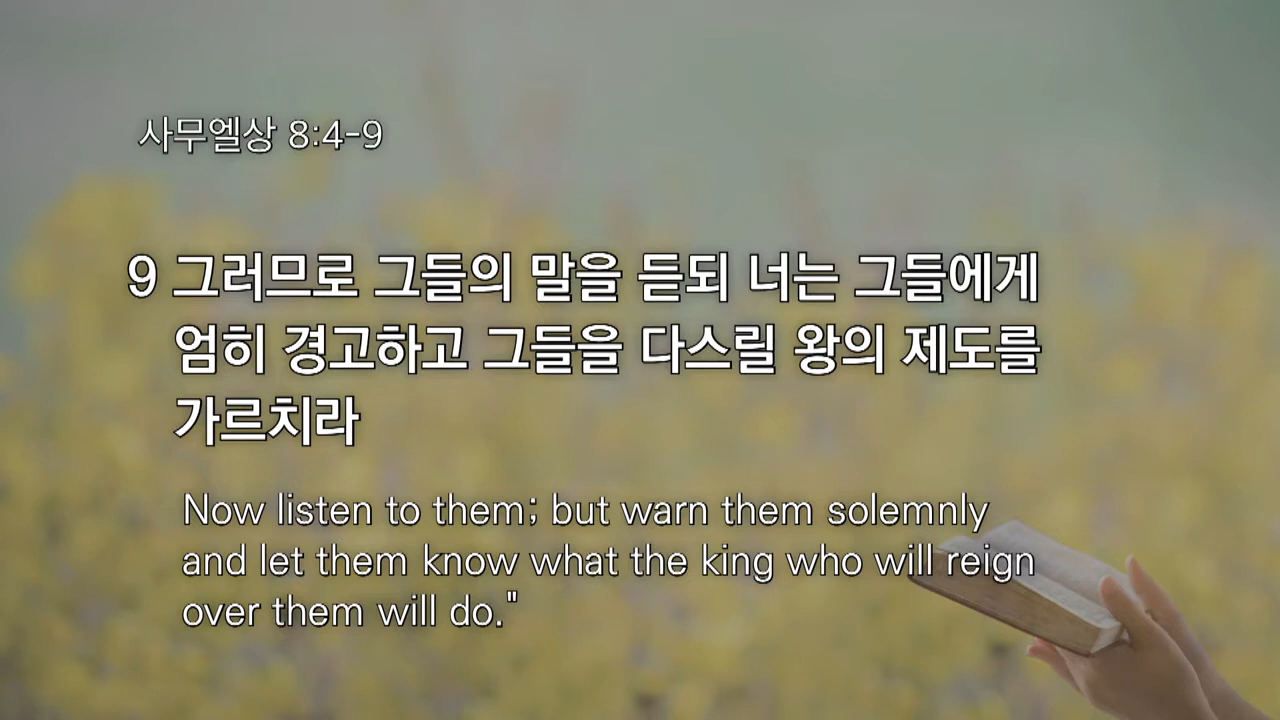 사무엘상 8:4-9
9 그러므로 그들의 말을 듣되 너는 그들에게
엄히 경고하고 그들을 다스릴 왕의 제도를
가르치라
Now listen to them; but warn them solemnly
and let them know what the king who will reign
over them will do."